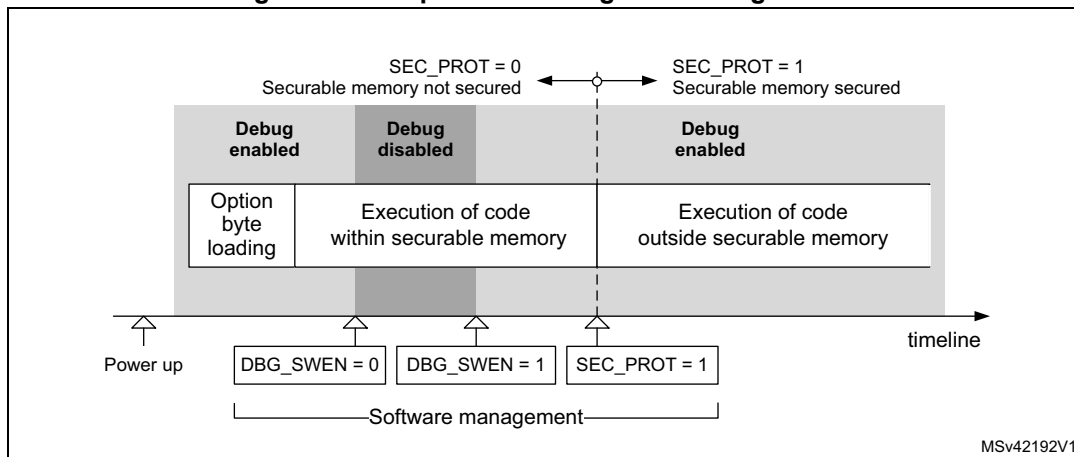 SEC_PROT = 0
Securable memory not secured
SEC_PROT = 1
Securable memory secured
Debug
enabled
Debug
disabled
Debug
enabled
Option
byte
loading
Execution of code
within securable memory
Execution of code
outside securable memory
timeline
Power up
DBG_SWEN = 0
DBG_SWEN = 1
SEC_PROT = 1
Software management
MSv42192V1